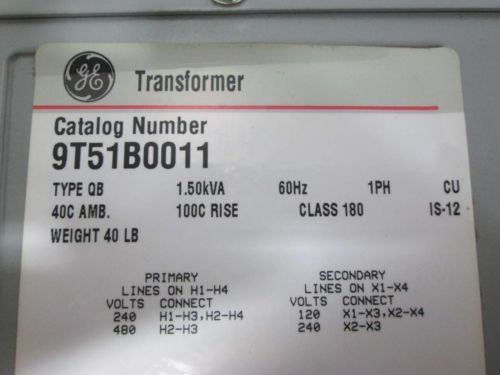 GE
Transformer
Catalog Number
9T51B0011
TYPE QB 1.50kVA 60Hz 1PH CU
40C AMB. 100C RISE CLASS 180 IS-12
WEIGHT 40 LB
PRIMARY
LINES ON H1-H4
VOLTS CONNECT
240 H1-H3,H2-H4
480 H2-H3
SECONDARY
LINES ON X1-X4
VOLTS CONNECT
120 X1-X3,X2-X4
240 X2-X3